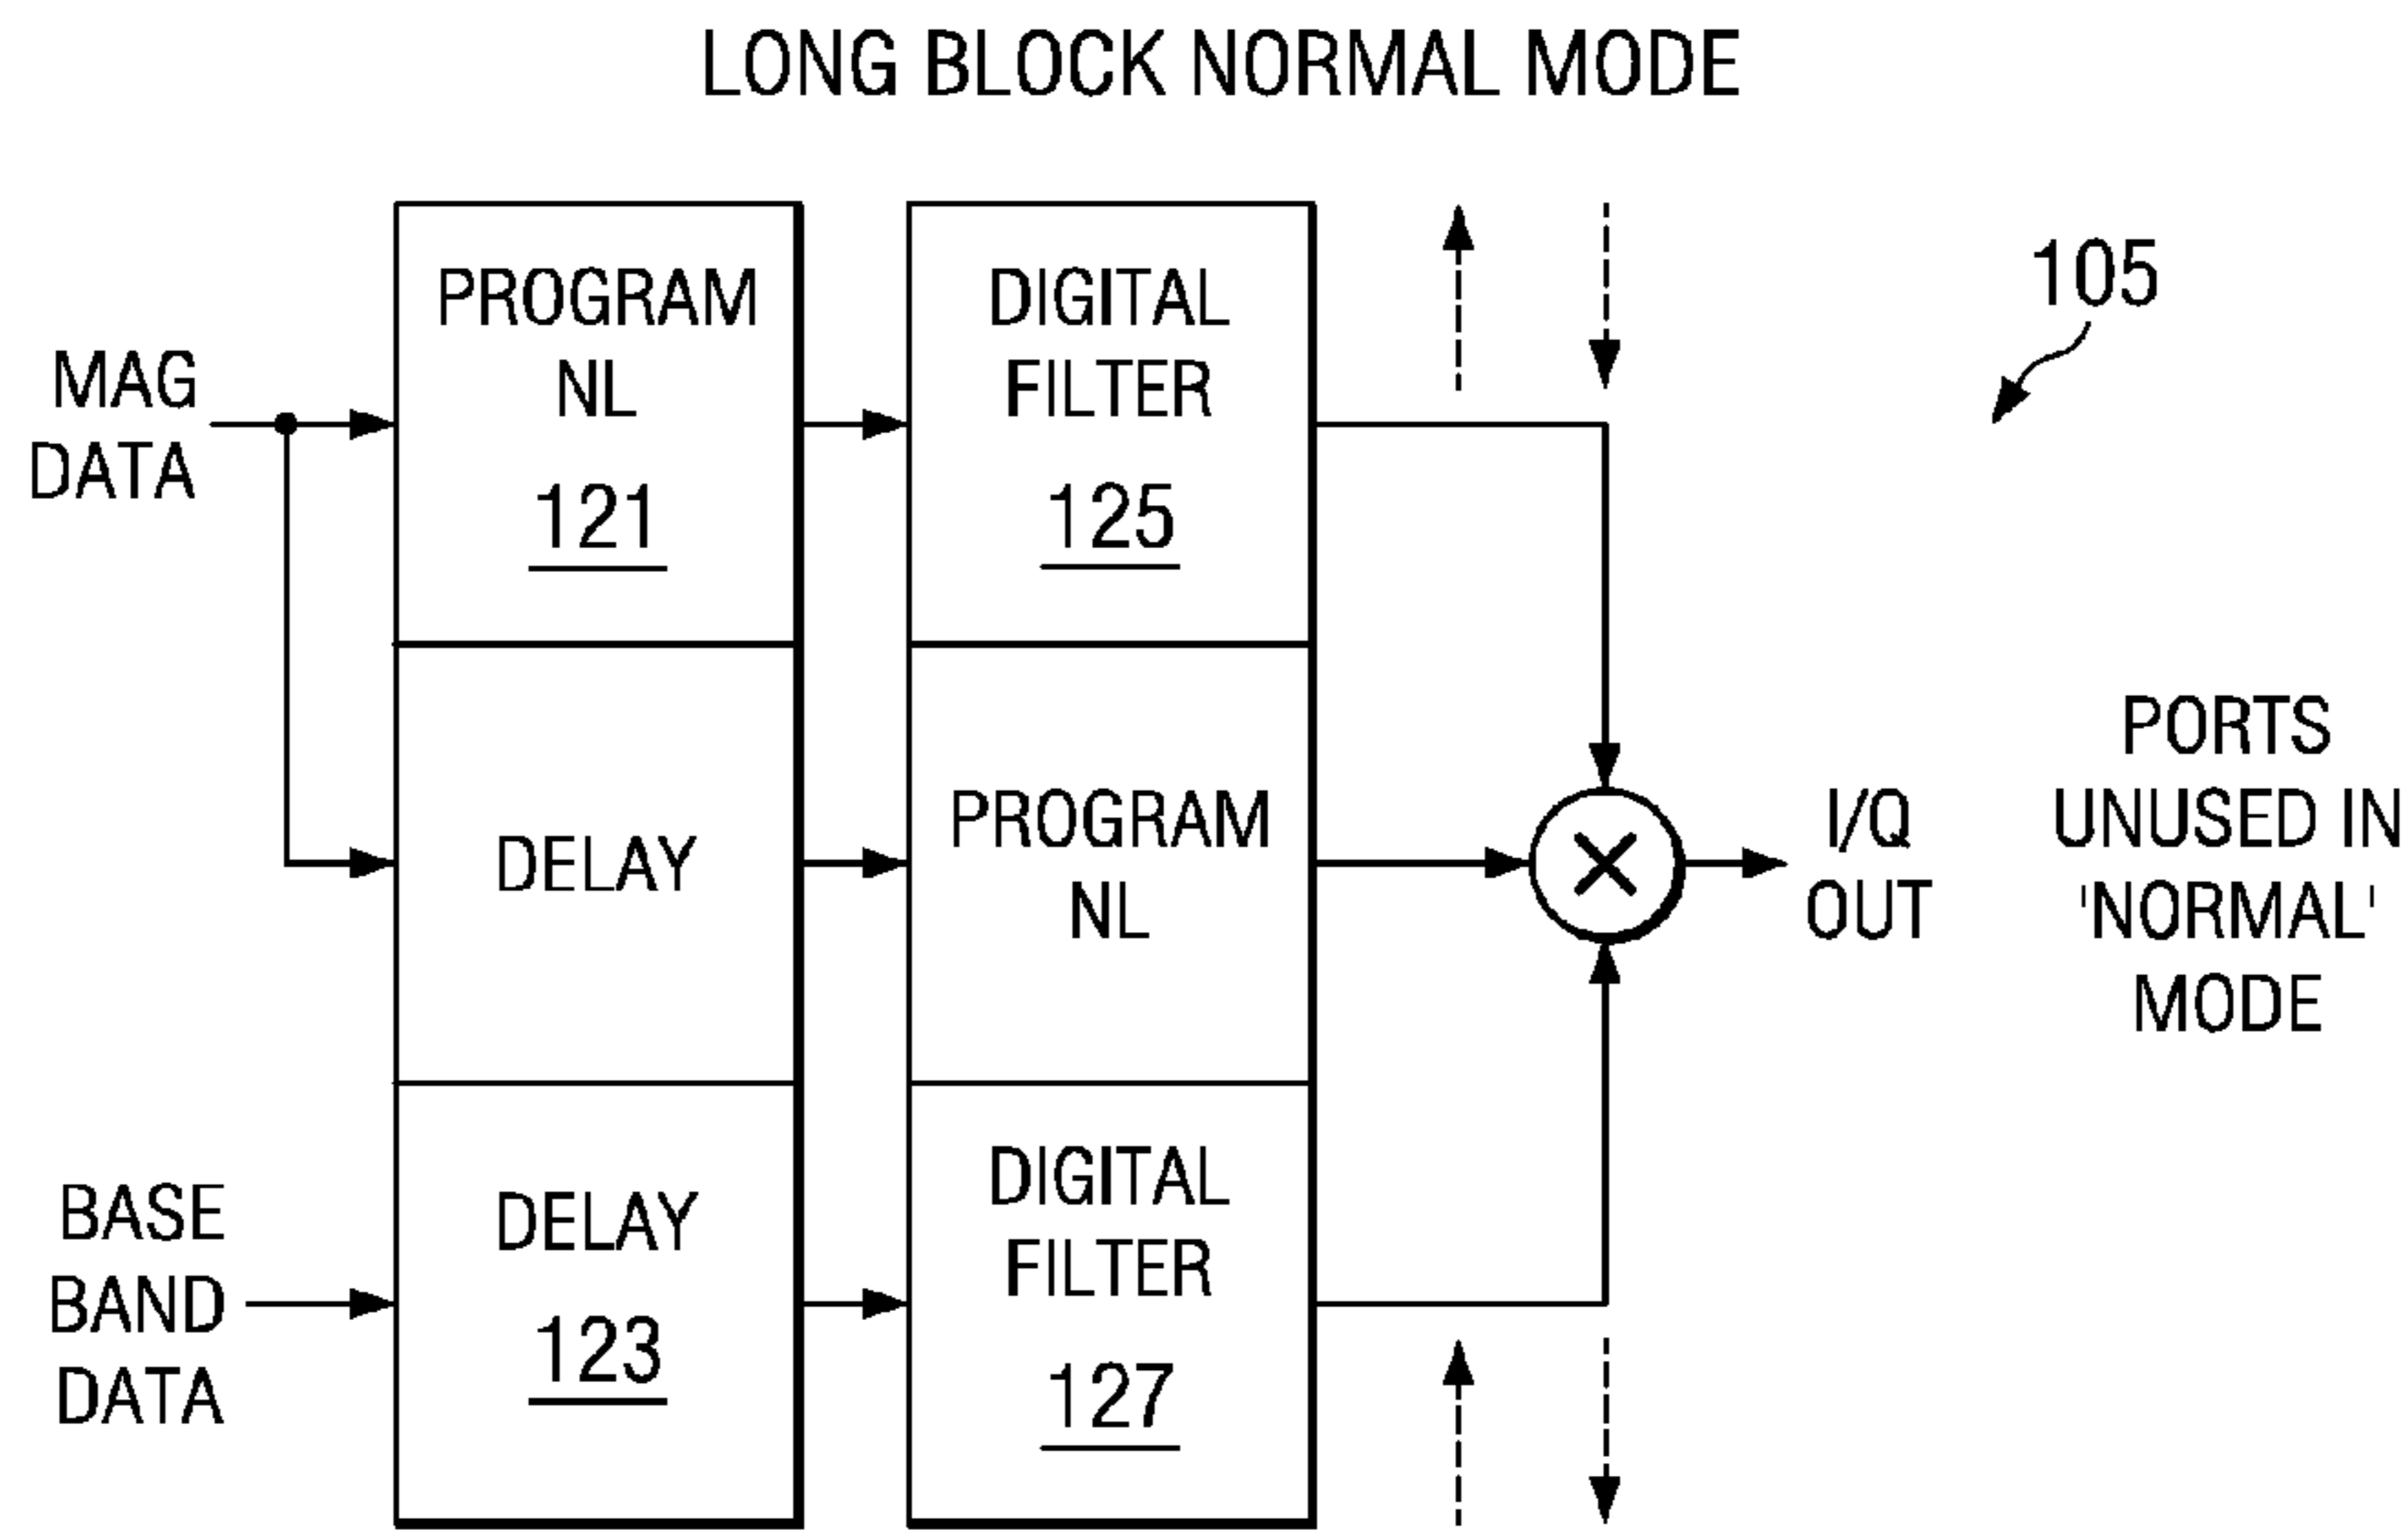 LONG BLOCK NORMAL MODE
MAG
DATA
PROGRAM
NL
121
DIGITAL
FILTER
125
105
DELAY
PROGRAM
NL
I/Q
OUT
PORTS
UNUSED IN
'NORMAL'
MODE
BASE
BAND
DATA
DELAY
123
DIGITAL
FILTER
127